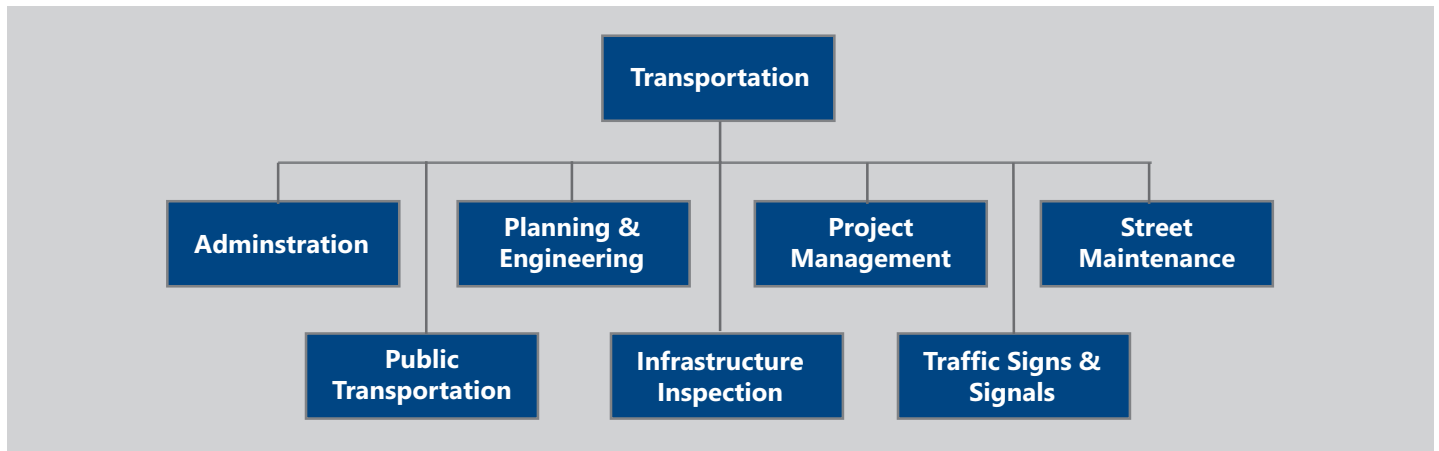 Transportation
Adminstration
Planning &
Engineering
Project
Management
Street
Maintenance
Public
Transportation
Infrastructure
Inspection
Traffic Signs &
Signals